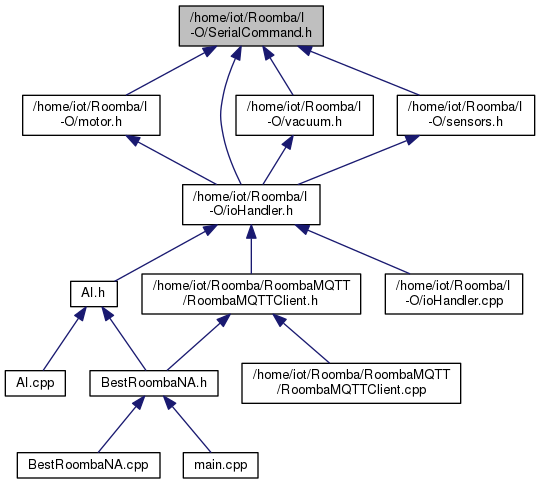 /home/iot/Roomba/I
-O/SerialCommand.h
/home/iot/Roomba/I
-O/motor.h
/home/iot/Roomba/I
-O/vacuum.h
/home/iot/Roomba/I
-O/sensors.h
/home/iot/Roomba/I
-O/ioHandler.h
AI.h
/home/iot/Roomba/RoombaMQTT
/RoombaMQTTClient.h
/home/iot/Roomba/I
-O/ioHandler.cpp
AI.cpp
BestRoombaNA.h
/home/iot/Roomba/RoombaMQTT
/RoombaMQTTClient.cpp
BestRoombaNA.cpp
main.cpp